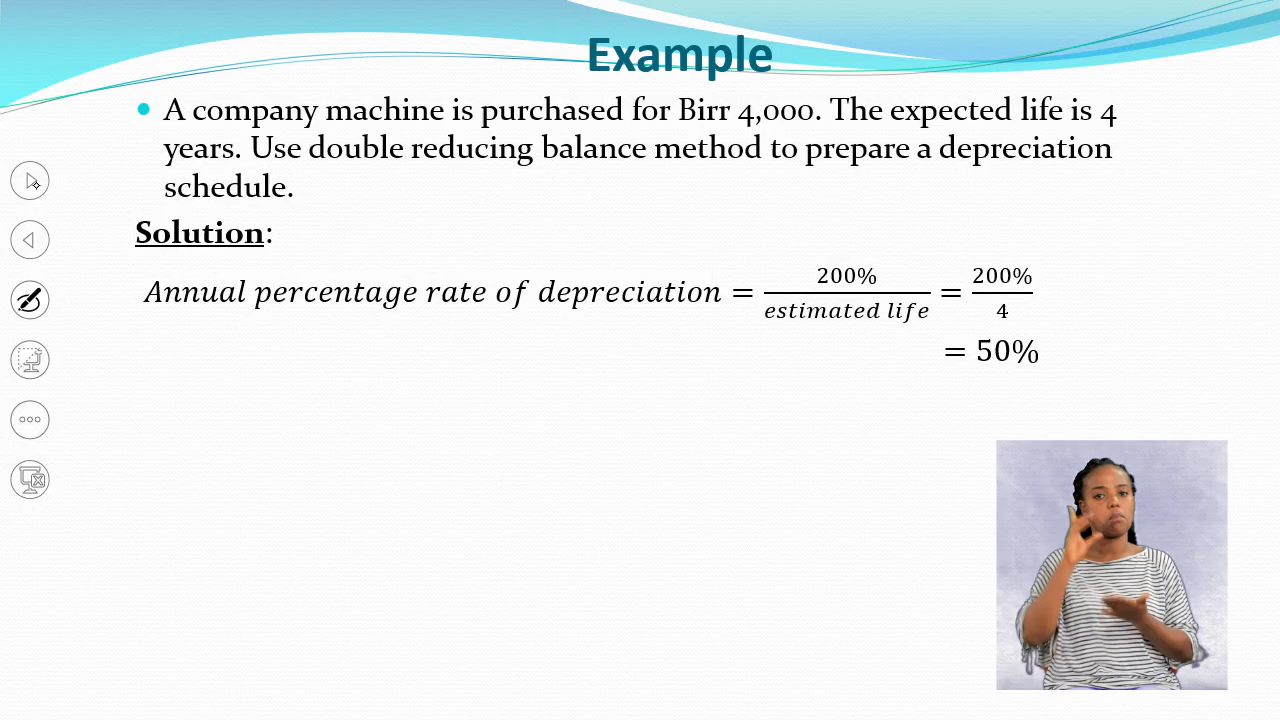 Example
• A company machine is purchased for Birr 4,000. The expected life is 4
years. Use double reducing balance method to prepare a depreciation
schedule.
Solution:
Annual percentage rate of depreciation = 200% / estimated life = 200% / 4
= 50%